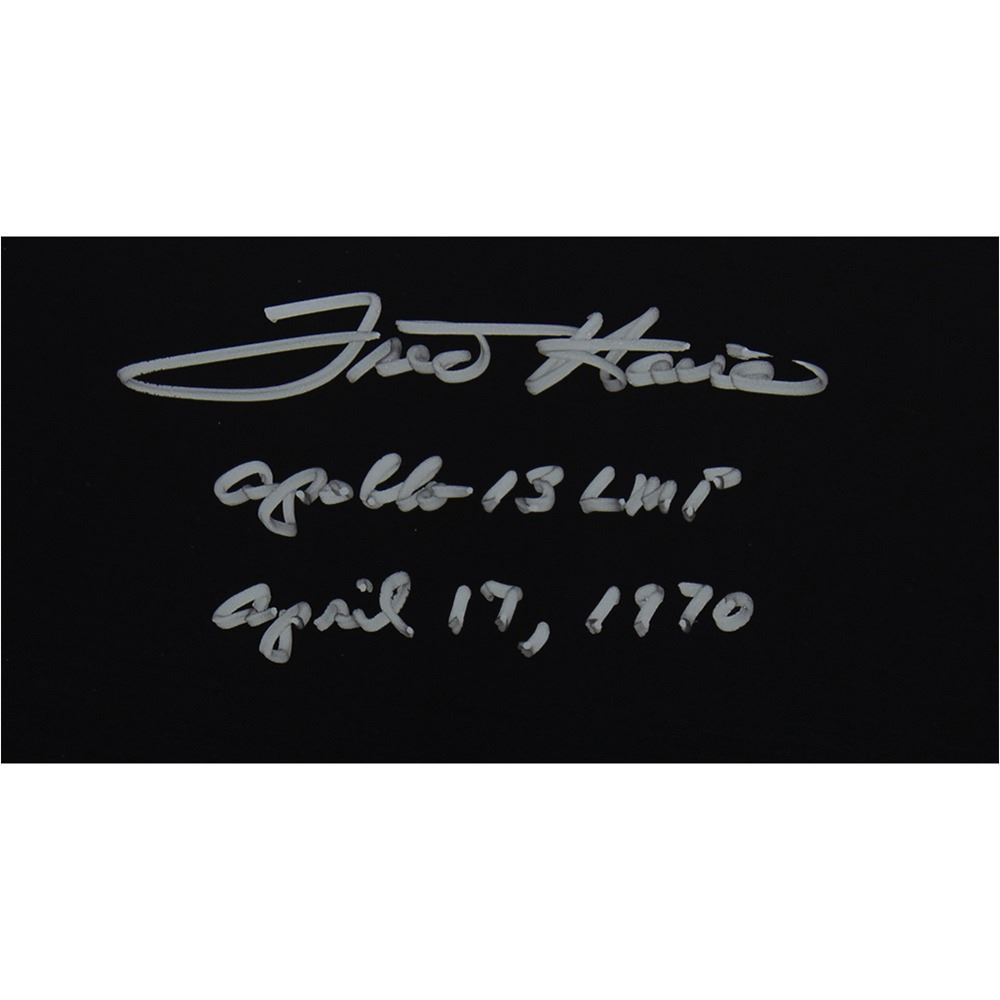 Fred Haise
Apollo 13 LMP
April 17, 1970